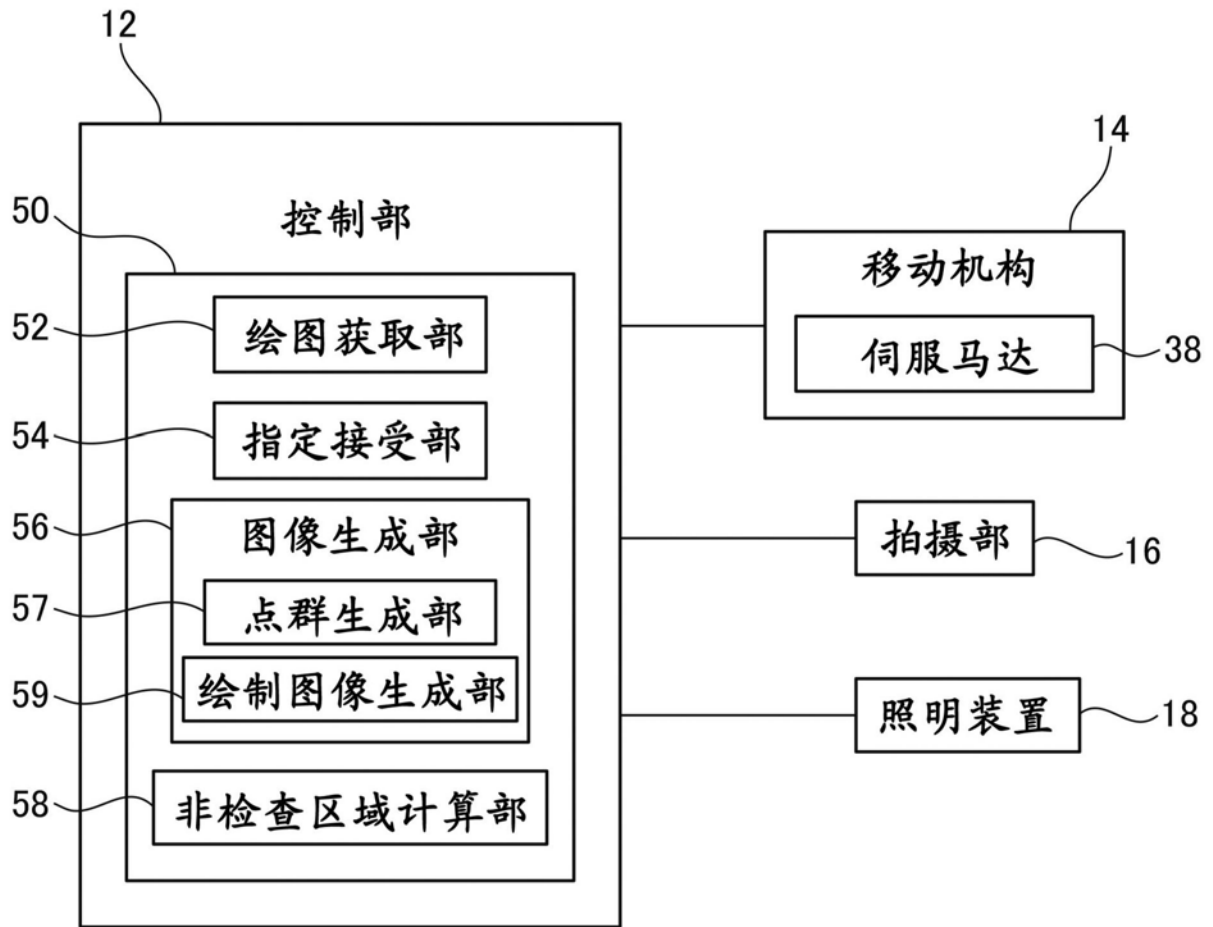 12
14
控制部
50
移动机构
52
绘图获取部
伺服马达
38
54
指定接受部
56
图像生成部
拍摄部
16
57
点群生成部
59
绘制图像生成部
照明装置
18
58
非检查区域计算部